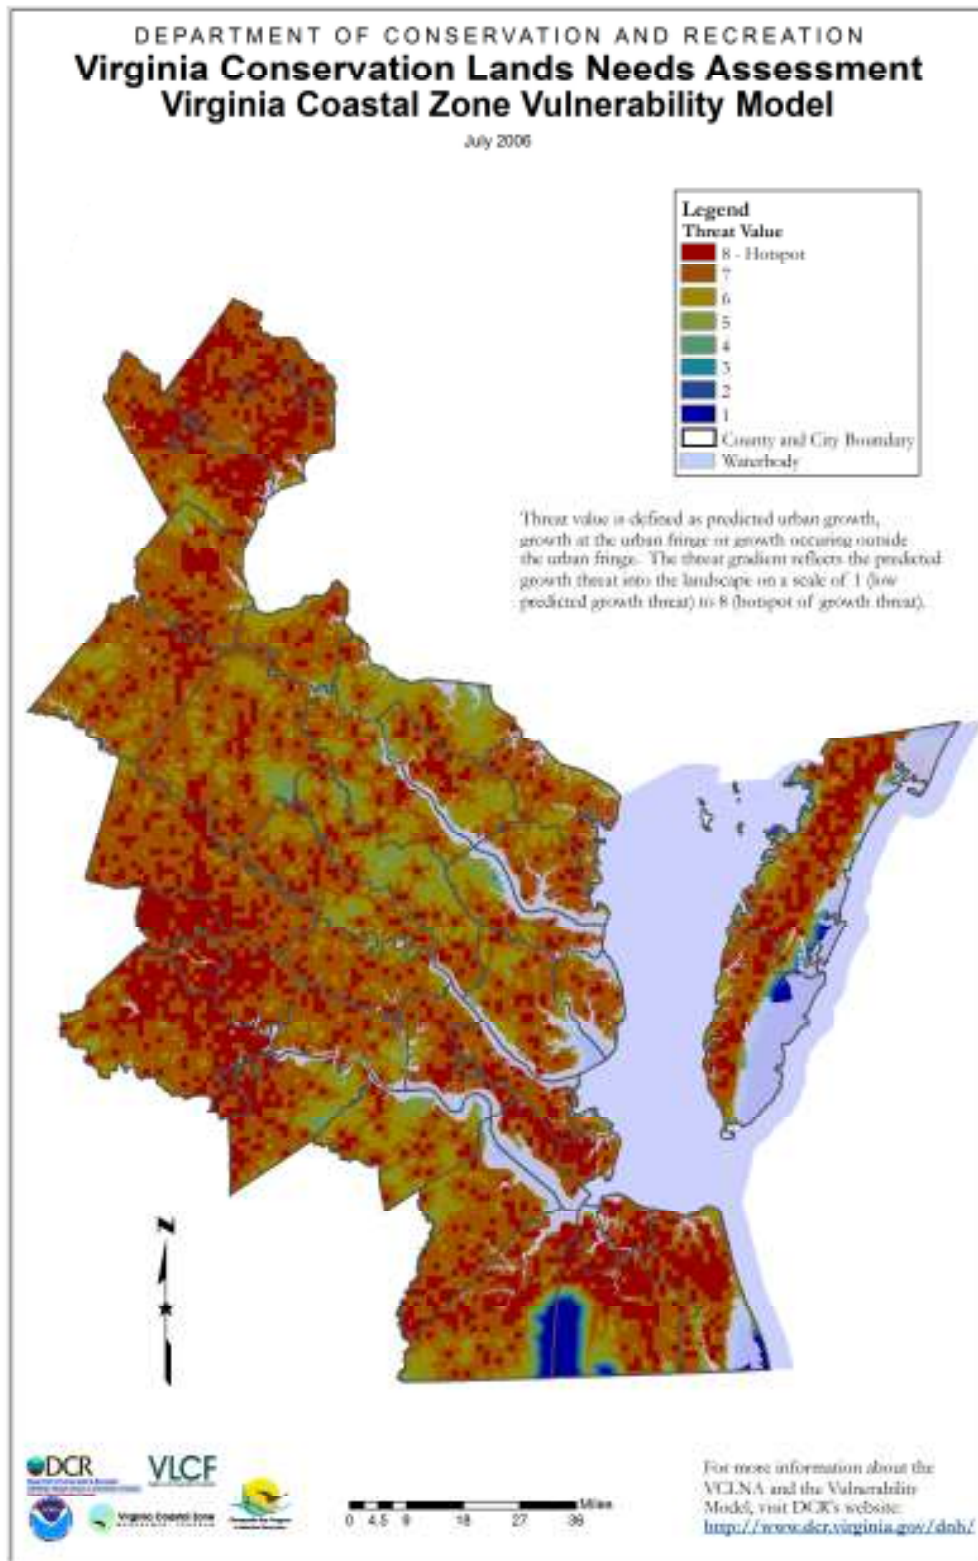 DEPARTMENT OF CONSERVATION AND RECREATION
Virginia Conservation Lands Needs Assessment
Virginia Coastal Zone Vulnerability Model
July 2006
Legend
Threat Value
8 - Hotspot
7
6
5
4
3
2
1
County and City Boundary
Waterbody
Threat value is defined as predicted urban growth,
growth at the urban fringe or growth occuring outside
the urban fringe. The threat gradient reflects the predicted
growth threat into the landscape on a scale of 1 (low
predicted growth threat) to 8 (hotspot of growth threat).
N
DCR
VLCF
Virginia Coastal Zone
Miles
0 4.5 9 18 27 36
For more information about the
VCLNA and the Vulnerability
Model, visit DCR's website:
http://www.dcr.virginia.gov/dnh/